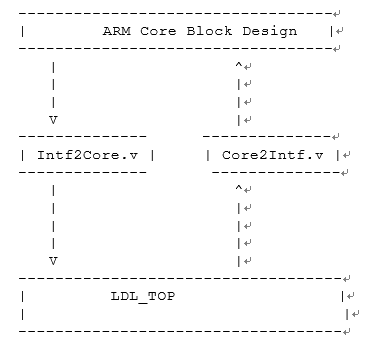 -----------------------------------↵
|        ARM Core Block Design    |↵
-----------------------------------↵
    |                    ^↵
    |                    |↵
    |                    |↵
    V                    |↵
--------------      --------------↵
| Intf2Core.v |     | Core2Intf.v |↵
--------------       --------------↵
    |                    ^↵
    |                    |↵
    |                    |↵
    |                    |↵
    V                    |↵
------------------------------------↵
|         LDL_TOP                   |↵
|                                   |↵
------------------------------------↵